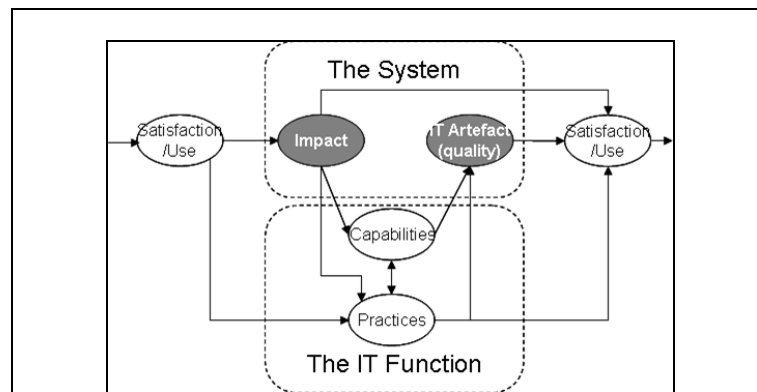 The System
Satisfaction
/Use
Impact
IT Artefact
(quality)
Satisfaction
/Use
Capabilities
Practices
The IT Function